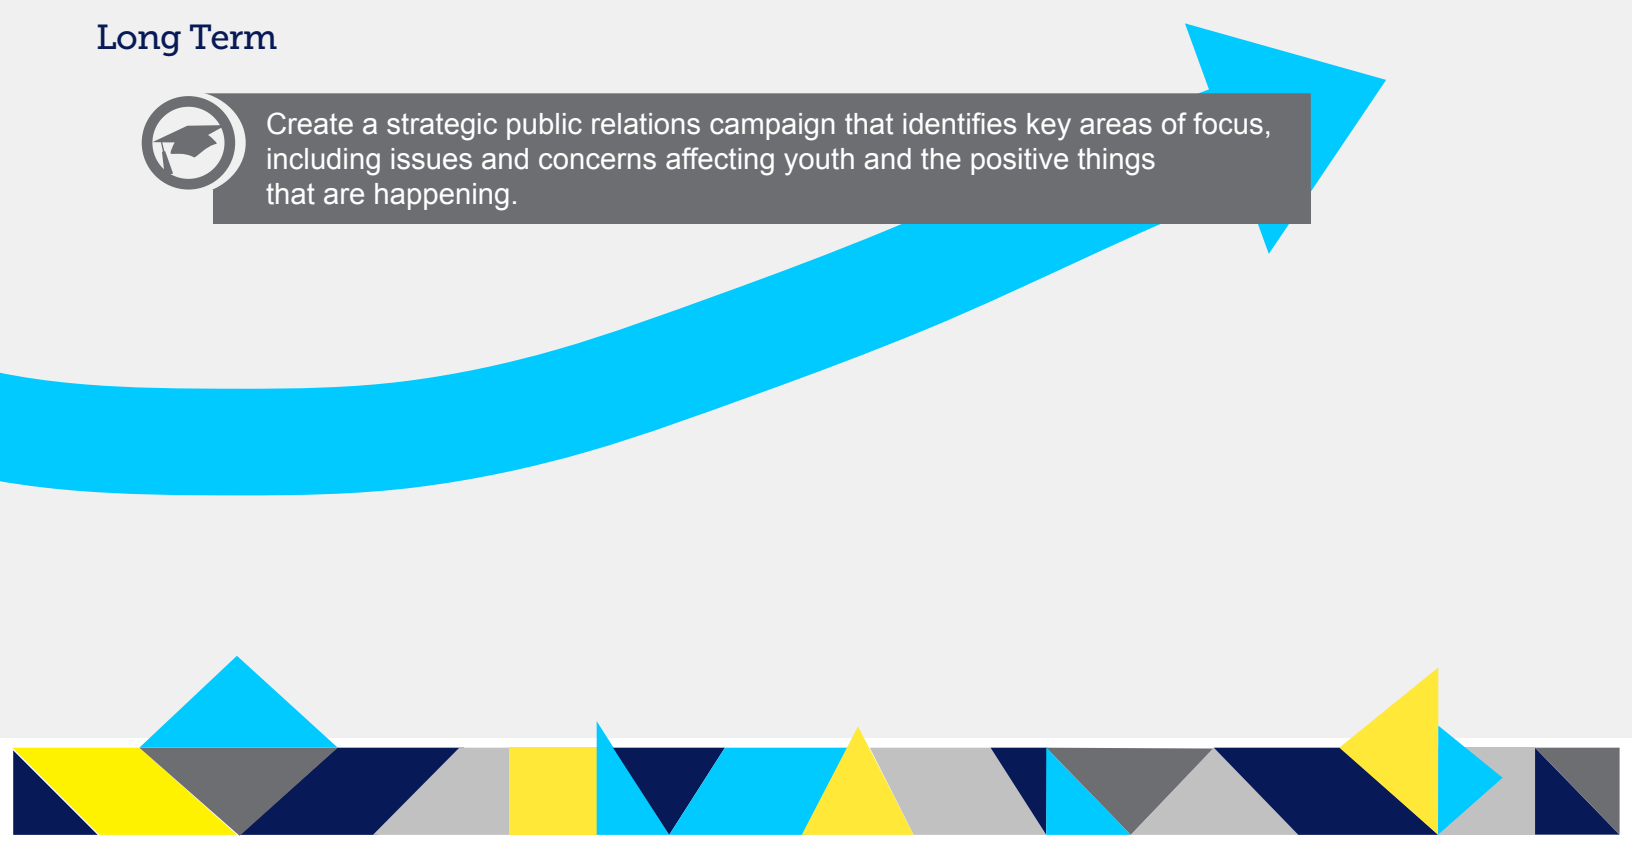 Long Term
Create a strategic public relations campaign that identifies key areas of focus,
including issues and concerns affecting youth and the positive things
that are happening.